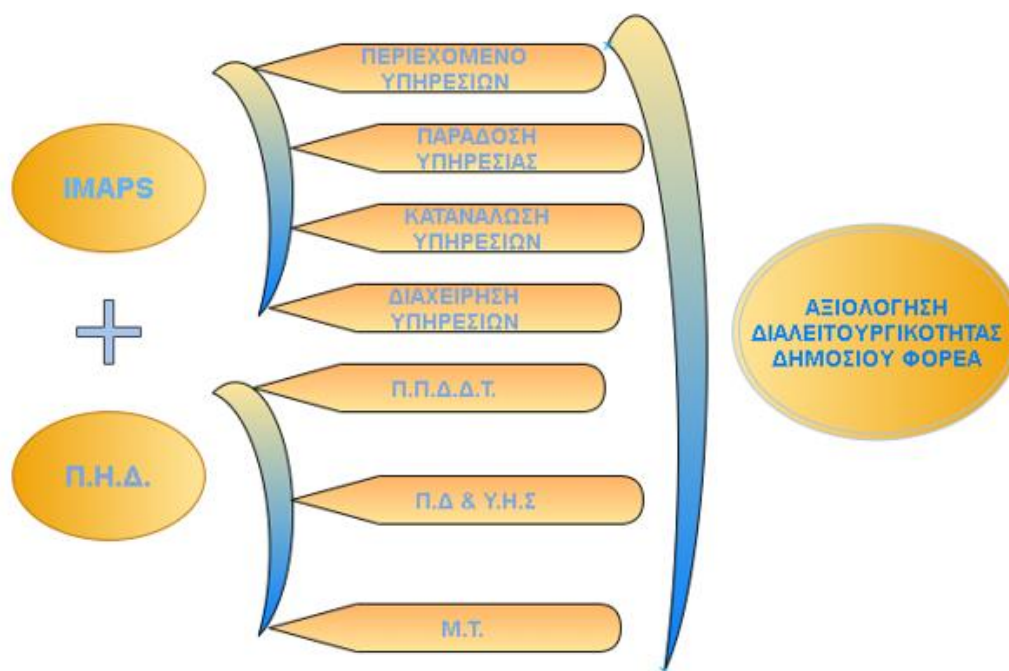 IMAPS
Π.Η.Δ.
ΠΕΡΙΕΧΟΜΕΝΟ
ΥΠΗΡΕΣΙΩΝ
ΠΑΡΑΔΟΣΗ
ΥΠΗΡΕΣΙΑΣ
ΚΑΤΑΝΑΛΩΣΗ
ΥΠΗΡΕΣΙΩΝ
ΔΙΑΧΕΙΡΗΣΗ
ΥΠΗΡΕΣΙΩΝ
Π.Π.Δ.Δ.Τ.
Π.Δ & Υ.Η.Σ
Μ.Τ.
ΑΞΙΟΛΟΓΗΣΗ
ΔΙΑΛΕΙΤΟΥΡΓΙΚΟΤΗΤΑΣ
ΔΗΜΟΣΙΟΥ ΦΟΡΕΑ